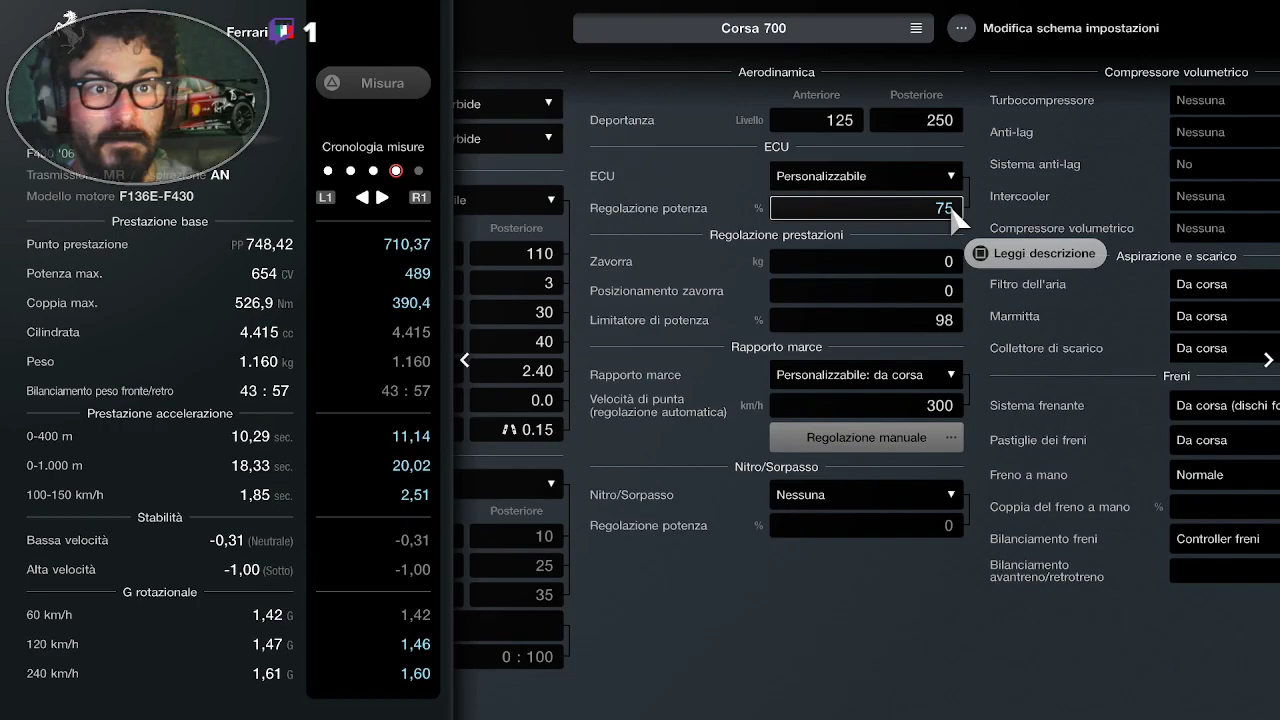 Ferrari 1
F430 '06
Trasmis. MR / Aspirazione AN
Modello motore F136E-F430
Prestazione base
Punto prestazione PP 748,42 710,37
Potenza max. 654 CV 489
Coppia max. 526,9 Nm 390,4
Cilindrata 4.415 cc 4.415
Peso 1.160 kg 1.160
Bilanciamento peso fronte/retro 43 : 57 43 : 57
Prestazione accelerazione
0-400 m 10,29 sec. 11,14
0-1.000 m 18,33 sec. 20,02
100-150 km/h 1,85 sec. 2,51
Stabilità
Bassa velocità -0,31 (Neutrale) -0,31
Alta velocità -1,00 (Sotto) -1,00
G rotazionale
60 km/h 1,42 G 1,42
120 km/h 1,47 G 1,46
240 km/h 1,61 G 1,60
Misura
Cronologia misure
L1 R1
Corsa 700
Modifica schema impostazioni
rbide
rbide
ile
Posteriore
110
3
30
40
2.40
0.0
0.15
Posteriore
10
25
35
0 : 100
Aerodinamica
Anteriore Posteriore
Deportanza Livello 125 250
ECU
ECU Personalizzabile
Regolazione potenza % 75
Regolazione prestazioni
Zavorra kg 0
Posizionamento zavorra 0
Limitatore di potenza % 98
Rapporto marce
Rapporto marce Personalizzabile: da corsa
Velocità di punta
(regolazione automatica) km/h 300
Regolazione manuale ...
Nitro/Sorpasso
Nitro/Sorpasso Nessuna
Regolazione potenza % 0
Compressore volumetrico
Turbocompressore Nessuna
Anti-lag Nessuna
Sistema anti-lag No
Intercooler Nessuna
Compressore volumetrico Nessuna
Leggi descrizione
Aspirazione e scarico
Filtro dell'aria Da corsa
Marmitta Da corsa
Collettore di scarico Da corsa
Freni
Sistema frenante Da corsa (dischi fo
Pastiglie dei freni Da corsa
Freno a mano Normale
Coppia del freno a mano %
Bilanciamento freni Controller freni
Bilanciamento
avantreno/retrotreno